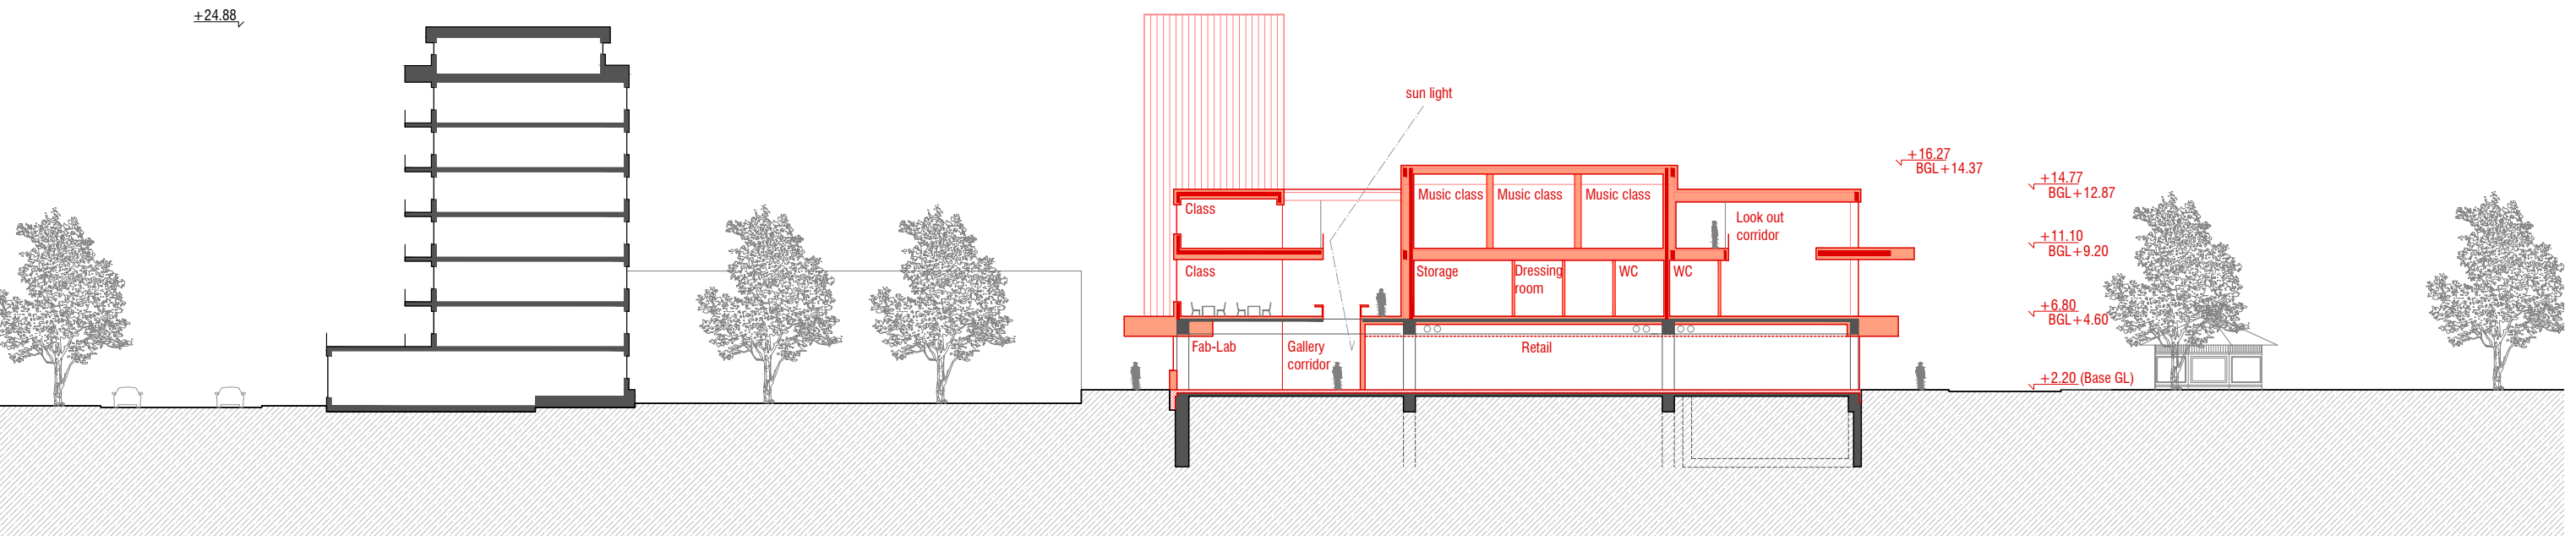 +24.88
sun light
+16.27
BGL+14.37
+14.77
BGL+12.87
Class
Music class
Music class
Music class
Look out
corridor
+11.10
BGL+9.20
Class
Storage
Dressing
room
WC
WC
+6.80
BGL+4.60
Fab-Lab
Gallery
corridor
Retail
+2.20 (Base GL)